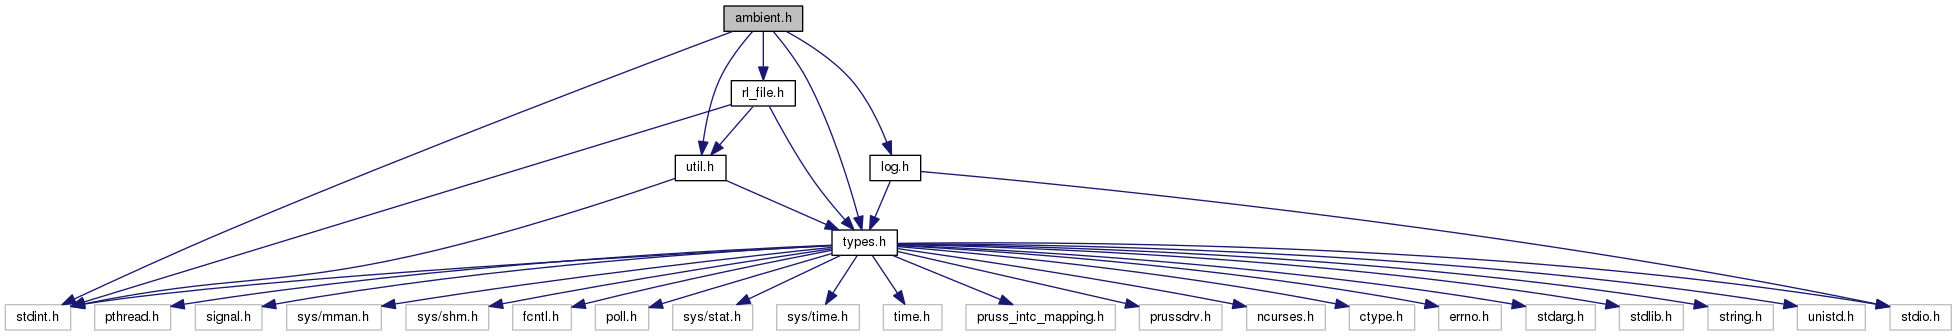 ambient.h
rl_file.h
util.h
log.h
types.h
stdint.h
pthread.h
signal.h
sys/mman.h
sys/shm.h
fcntl.h
poll.h
sys/stat.h
sys/time.h
time.h
pruss_intc_mapping.h
prussdrv.h
ncurses.h
ctype.h
errno.h
stdarg.h
stdlib.h
string.h
unistd.h
stdio.h